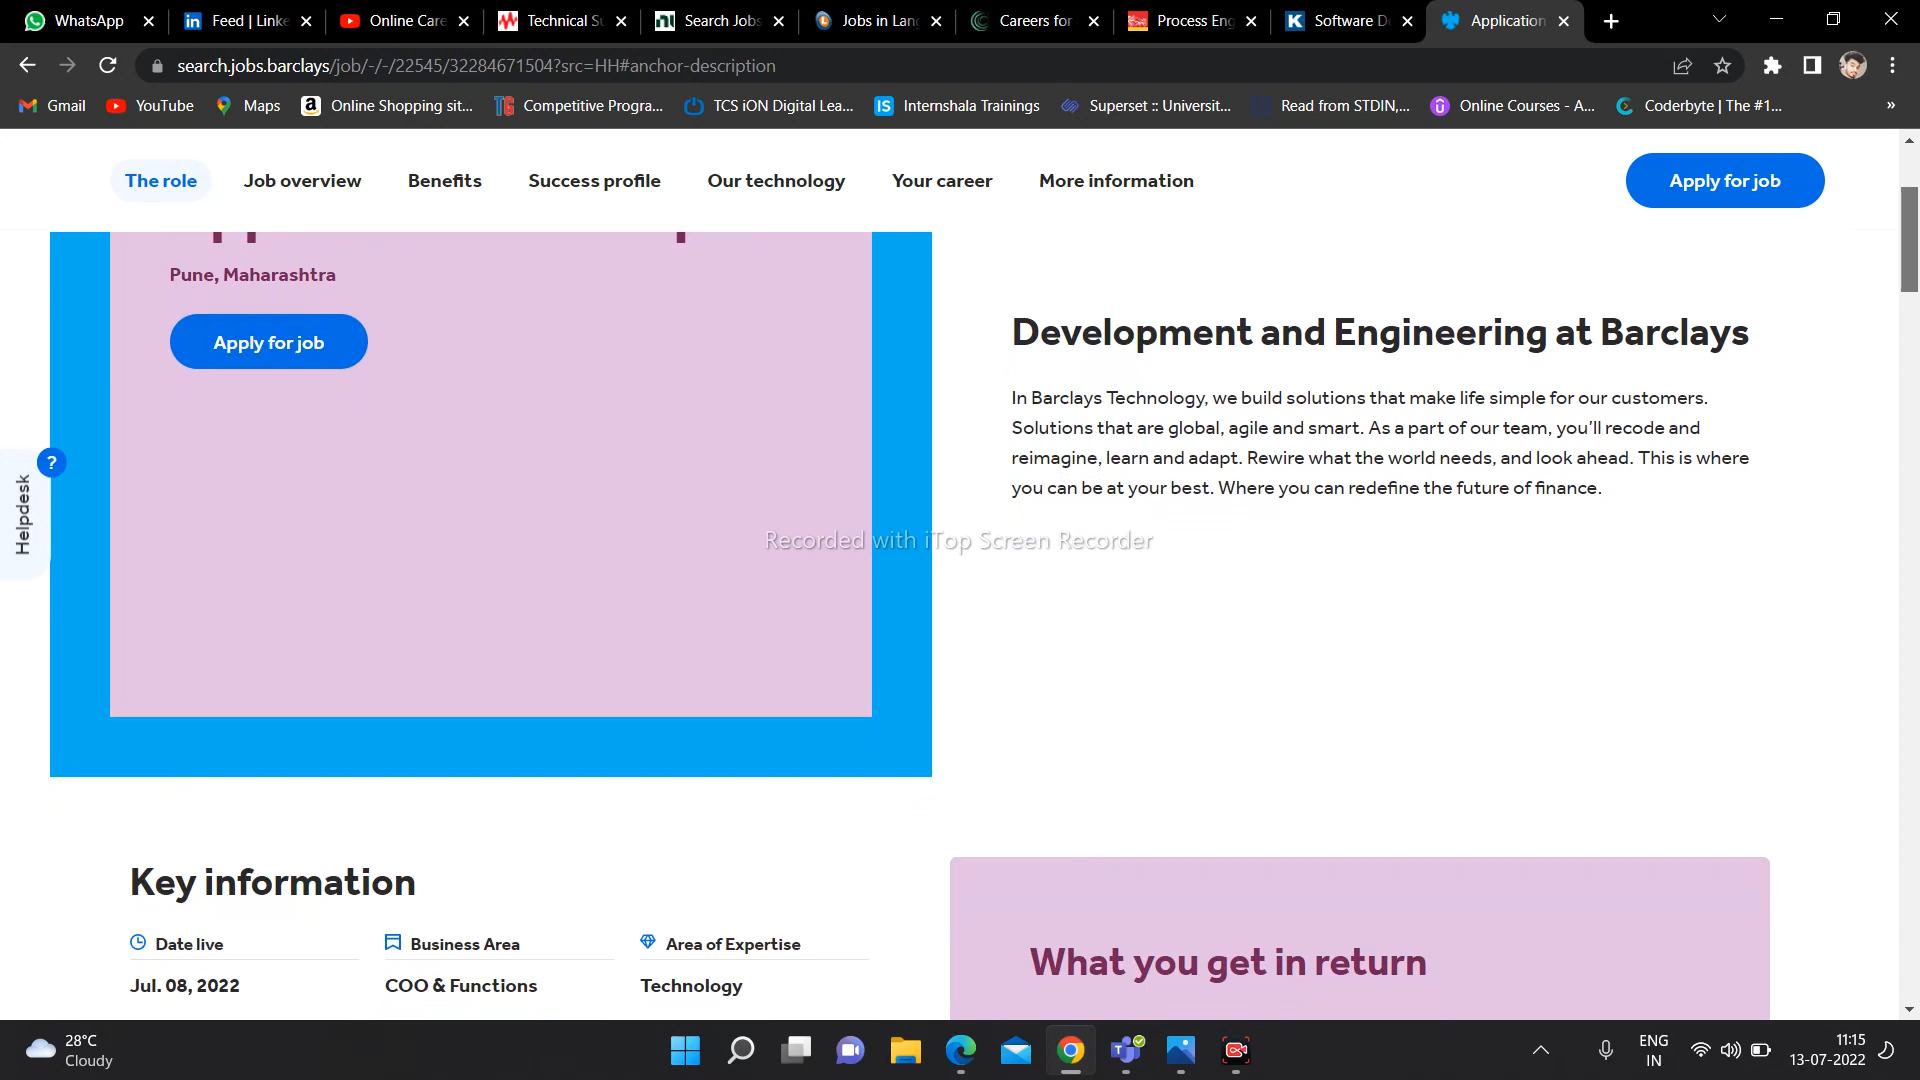 WhatsApp
Feed | Linke
Online Care
Technical Su
Search Jobs
Jobs in Lang
Careers for
Process Eng
Software De
Application
search.jobs.barclays/job/-/-/22545/32284671504?src=HH#anchor-description
Gmail
YouTube
Maps
Online Shopping sit...
Competitive Progra...
TCS iON Digital Lea...
Internshala Trainings
Superset :: Universit...
Read from STDIN,...
Online Courses - A...
Coderbyte | The #1...
»
The role
Job overview
Benefits
Success profile
Our technology
Your career
More information
Apply for job
Pune, Maharashtra
Apply for job
Development and Engineering at Barclays
In Barclays Technology, we build solutions that make life simple for our customers.
Solutions that are global, agile and smart. As a part of our team, you’ll recode and
reimagine, learn and adapt. Rewire what the world needs, and look ahead. This is where
you can be at your best. Where you can redefine the future of finance.
?
Helpdesk
Recorded with iTop Screen Recorder
Key information
Date live
Business Area
Area of Expertise
Jul. 08, 2022
COO & Functions
Technology
What you get in return
28°C
Cloudy
ENG
IN
11:15
13-07-2022